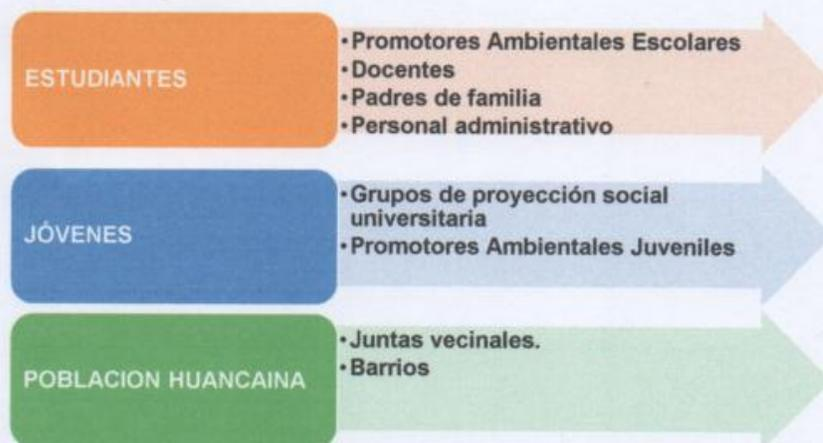 ESTUDIANTES
•Promotores Ambientales Escolares
•Docentes
•Padres de familia
•Personal administrativo
JÓVENES
•Grupos de proyección social
universitaria
•Promotores Ambientales Juveniles
POBLACION HUANCAINA
•Juntas vecinales.
•Barrios